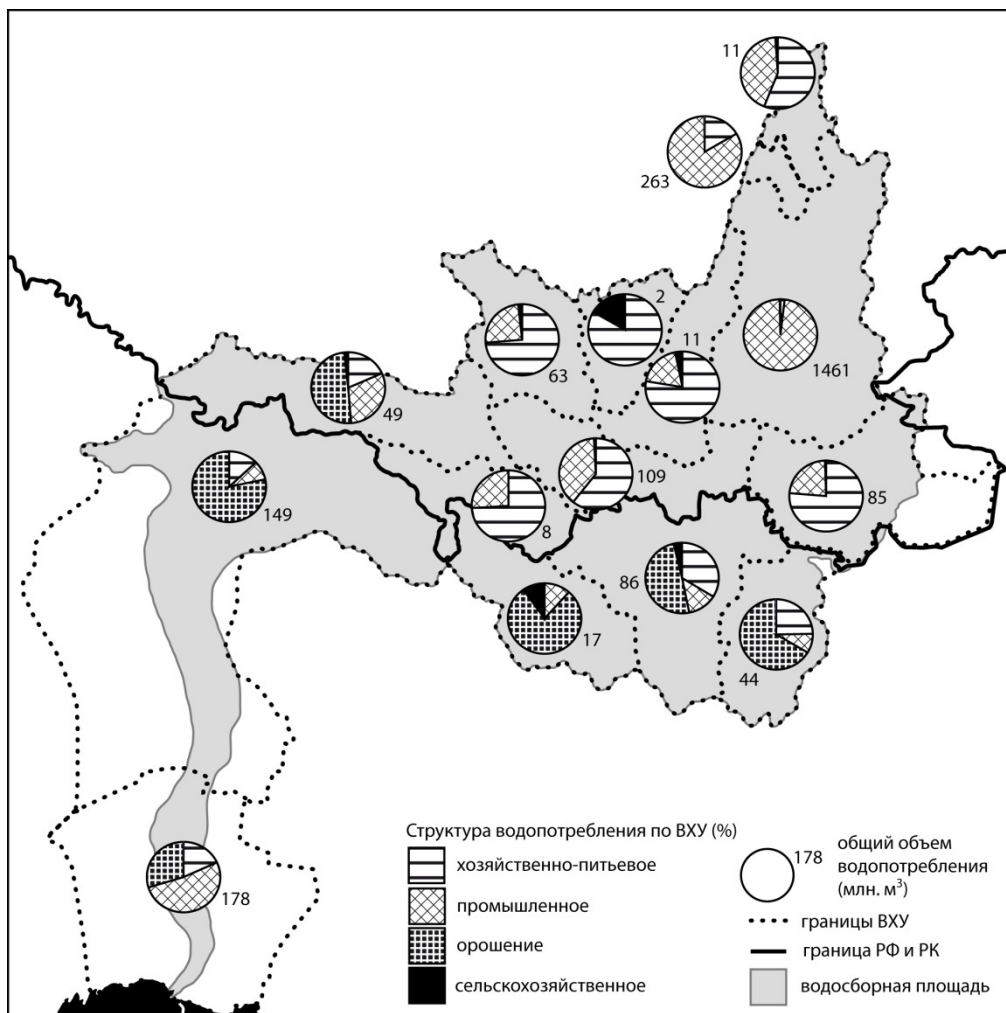 11
263
2
11
63
1461
49
109
149
8
85
86
17
44
178
Структура водопотребления по ВХУ (%)
хозяйственно-питьевое
промышленное
орошение
сельскохозяйственное
178
общий объем
водопотребления
(млн. м³)
границы ВХУ
граница РФ и РК
водосборная площадь